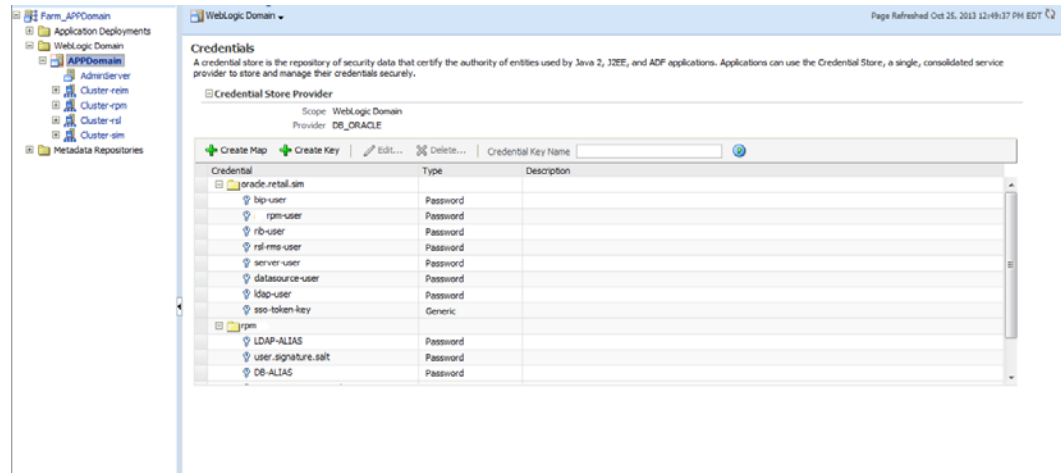 Farm_APPDomain
Application Deployments
WebLogic Domain
APPDomain
AdminServer
Cluster-reim
Cluster-rpm
Cluster-rsl
Cluster-sim
Metadata Repositories
WebLogic Domain
Page Refreshed Oct 25, 2013 12:49:37 PM EDT
Credentials
A credential store is the repository of security data that certify the authority of entities used by Java 2, J2EE, and ADF applications. Applications can use the Credential Store, a single, consolidated service
provider to store and manage their credentials securely.
Credential Store Provider
Scope WebLogic Domain
Provider DB_ORACLE
Create Map Create Key Edit... Delete... Credential Key Name
Credential Type Description
oracle.retail.sim
bip-user Password
rpm-user Password
rib-user Password
rsl-rms-user Password
server-user Password
datasource-user Password
ldap-user Password
sso-token-key Generic
rpm
LDAP-ALIAS Password
user.signature.salt Password
DB-ALIAS Password